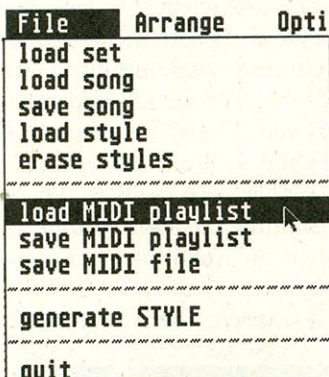 File Arrange Opti
load set
load song
save song
load style
erase styles
load MIDI playlist
save MIDI playlist
save MIDI file
generate STYLE
quit